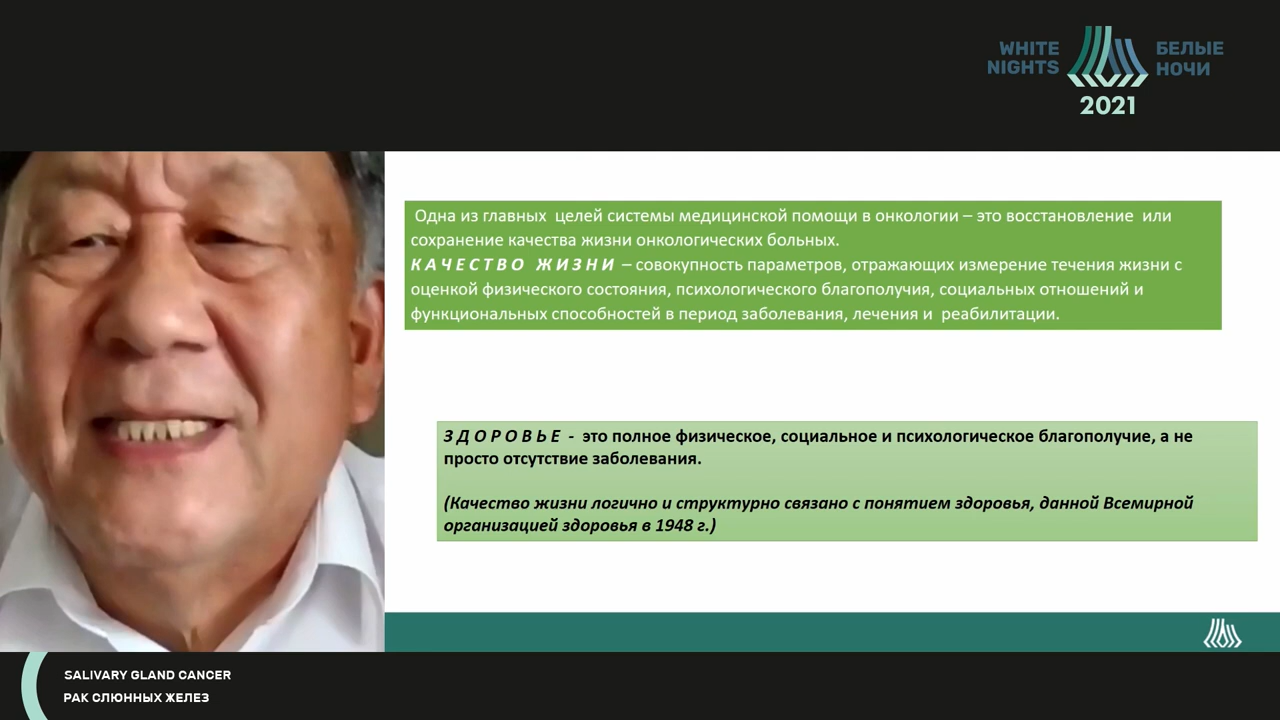 WHITE NIGHTS
БЕЛЫЕ НОЧИ
2021
Одна из главных целей системы медицинской помощи в онкологии – это восстановление или
сохранение качества жизни онкологических больных.
К А Ч Е С Т В О Ж И З Н И – совокупность параметров, отражающих измерение течения жизни с
оценкой физического состояния, психологического благополучия, социальных отношений и
функциональных способностей в период заболевания, лечения и реабилитации.
З Д О Р О В Ь Е - это полное физическое, социальное и психологическое благополучие, а не
просто отсутствие заболевания.
(Качество жизни логично и структурно связано с понятием здоровья, данной Всемирной
организацией здоровья в 1948 г.)
SALIVARY GLAND CANCER
РАК СЛЮННЫХ ЖЕЛЕЗ